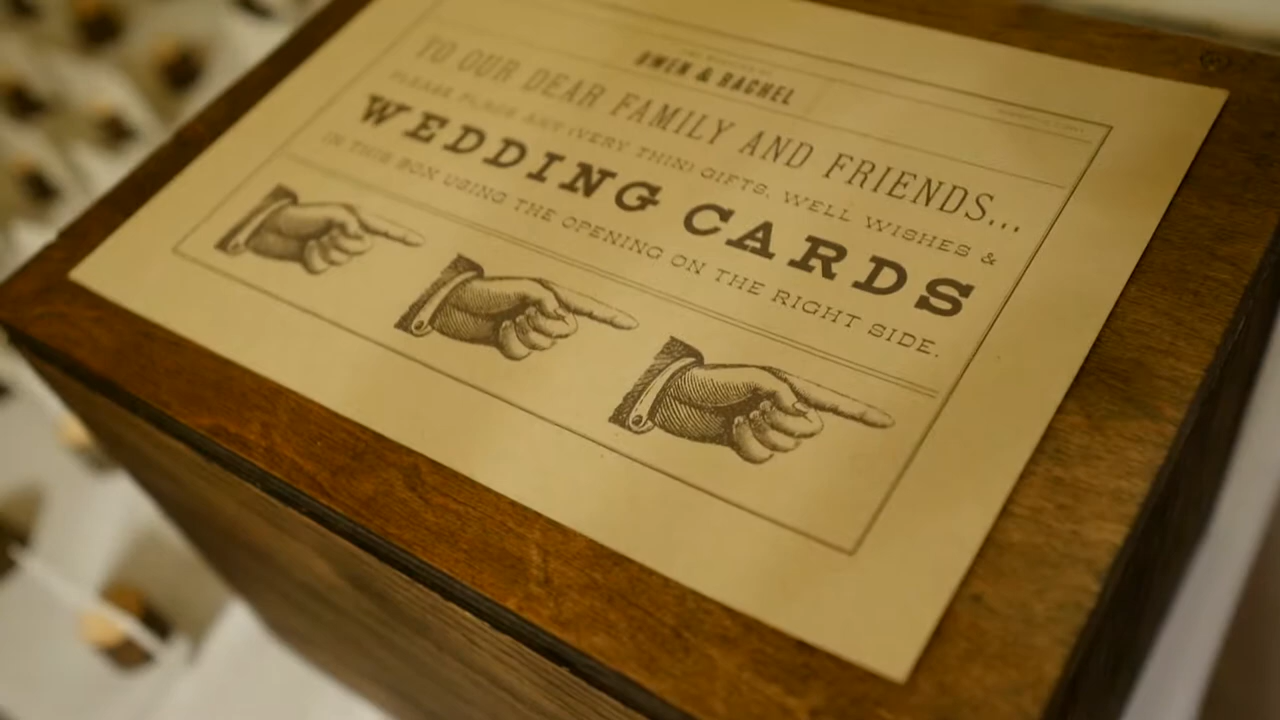 OWEN & RACHEL
TO OUR DEAR FAMILY AND FRIENDS...
PLEASE PLACE ANY (VERY THIN) GIFTS, WELL WISHES &
WEDDING CARDS
IN THIS BOX USING THE OPENING ON THE RIGHT SIDE.